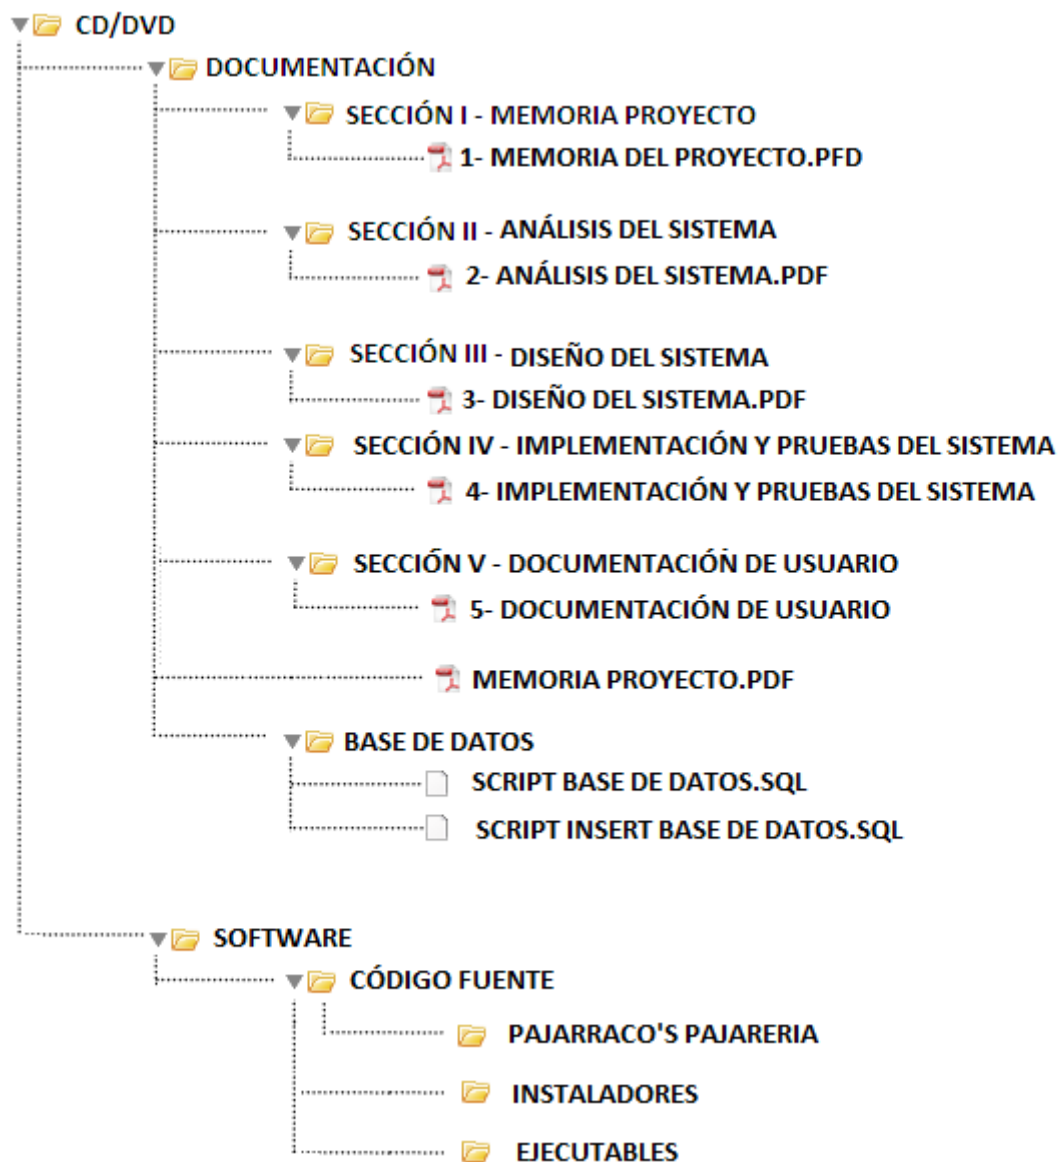 CD/DVD
DOCUMENTACIÓN
SECCIÓN I - MEMORIA PROYECTO
1- MEMORIA DEL PROYECTO.PFD
SECCIÓN II - ANÁLISIS DEL SISTEMA
2- ANÁLISIS DEL SISTEMA.PDF
SECCIÓN III - DISEÑO DEL SISTEMA
3- DISEÑO DEL SISTEMA.PDF
SECCIÓN IV - IMPLEMENTACIÓN Y PRUEBAS DEL SISTEMA
4- IMPLEMENTACIÓN Y PRUEBAS DEL SISTEMA
SECCIÓN V - DOCUMENTACIÓN DE USUARIO
5- DOCUMENTACIÓN DE USUARIO
MEMORIA PROYECTO.PDF
BASE DE DATOS
SCRIPT BASE DE DATOS.SQL
SCRIPT INSERT BASE DE DATOS.SQL
SOFTWARE
CÓDIGO FUENTE
PAJARRACO'S PAJARERIA
INSTALADORES
EJECUTABLES